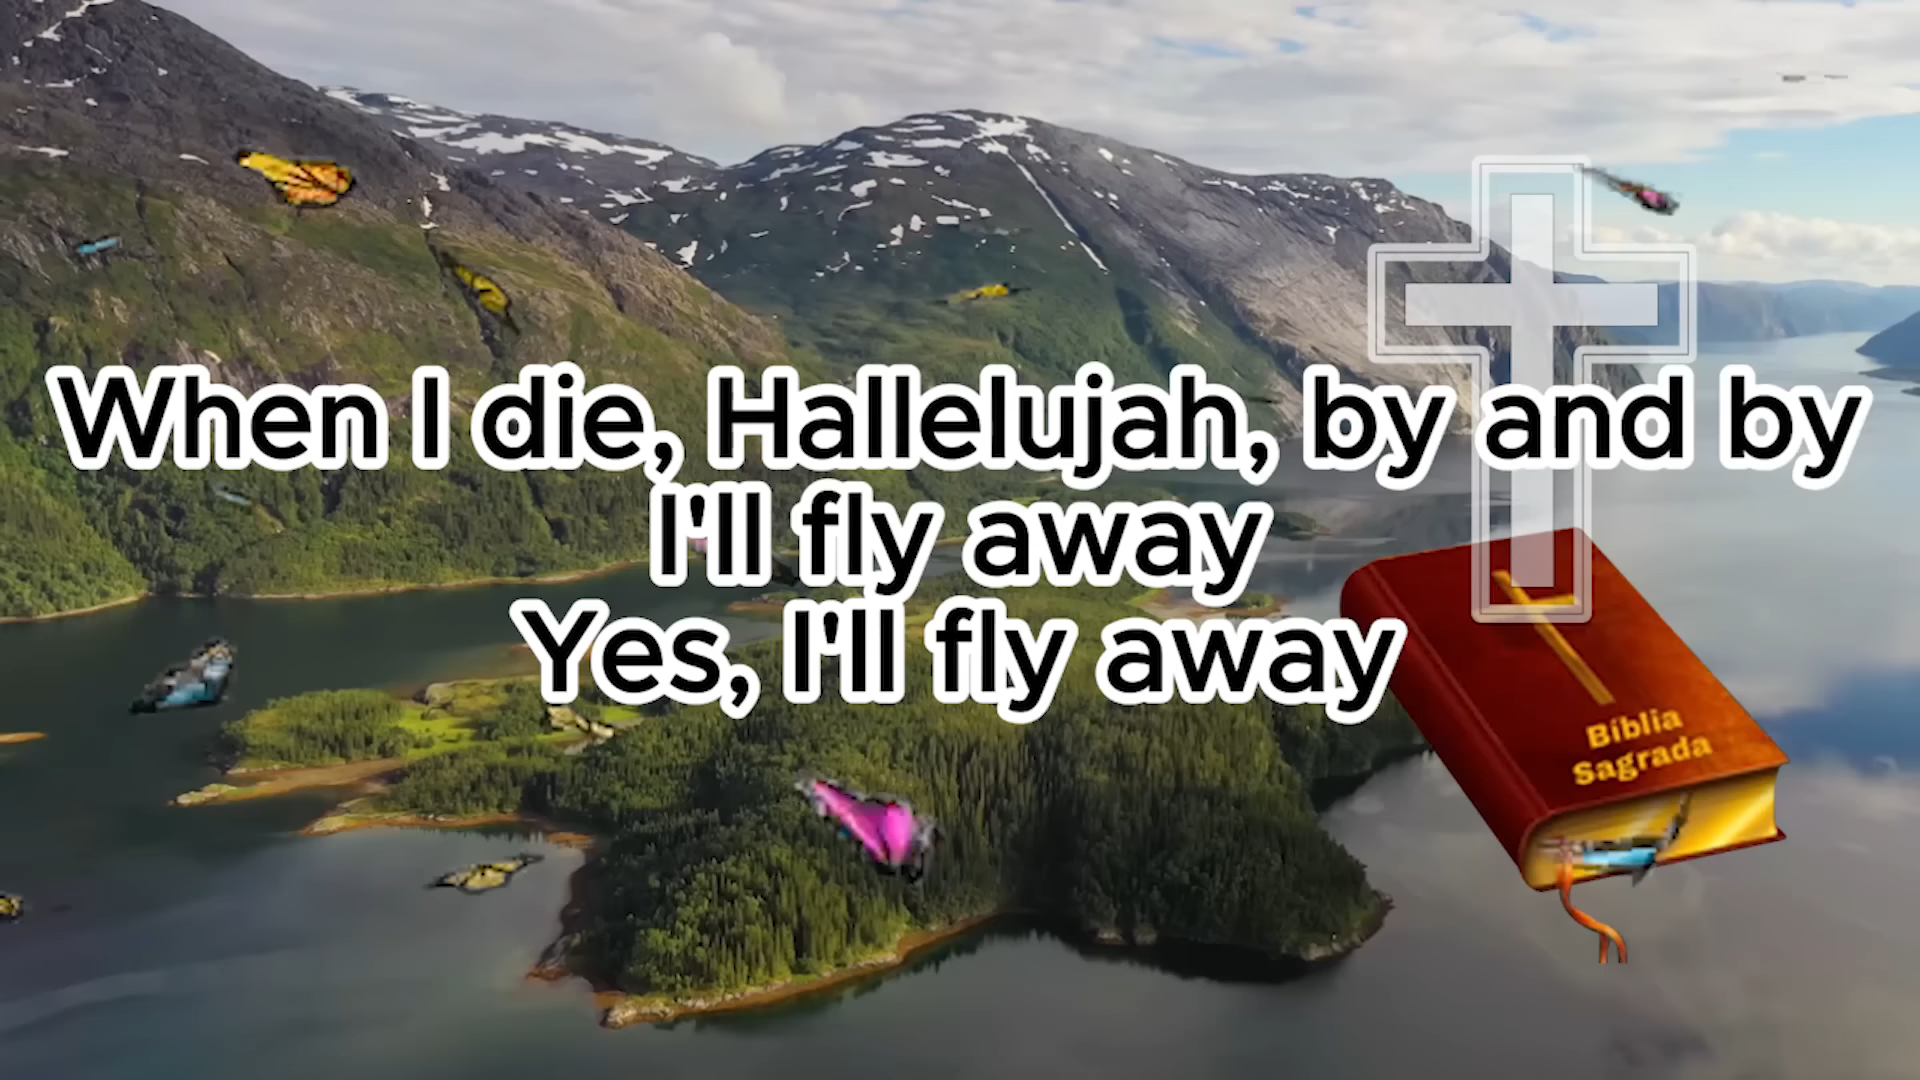 When I die, Hallelujah, by and by
I'll fly away
Yes, I'll fly away
Bíblia
Sagrada